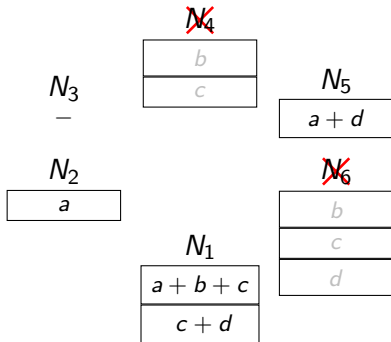 N₄
b
c
N₃
–
N₅
a + d
N₂
a
N₆
b
c
d
N₁
a + b + c
c + d